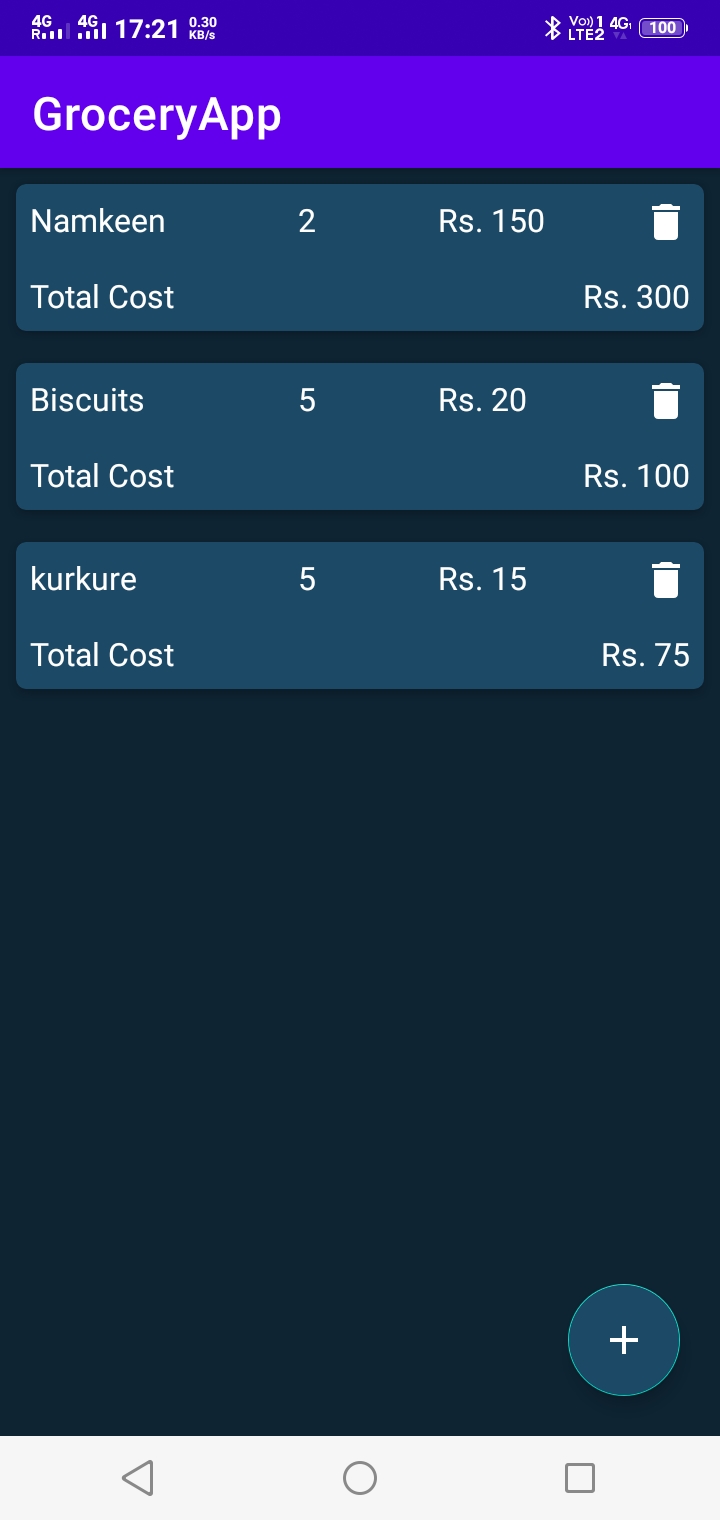 4G R 4G 17:21 0.30 KB/s Vo)) 1 LTE2 4G 100
GroceryApp
Namkeen 2 Rs. 150
Total Cost Rs. 300
Biscuits 5 Rs. 20
Total Cost Rs. 100
kurkure 5 Rs. 15
Total Cost Rs. 75